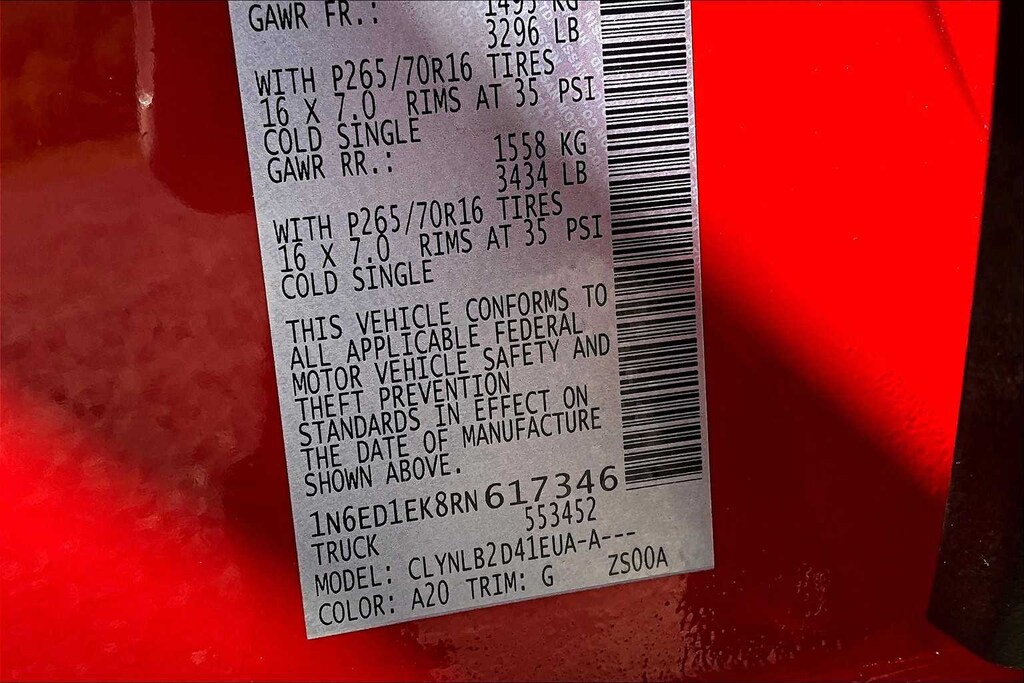 GAWR FR.: 1495 KG
3296 LB
WITH P265/70R16 TIRES
16 X 7.0 RIMS AT 35 PSI
COLD SINGLE
GAWR RR.: 1558 KG
3434 LB
WITH P265/70R16 TIRES
16 X 7.0 RIMS AT 35 PSI
COLD SINGLE
THIS VEHICLE CONFORMS TO
ALL APPLICABLE FEDERAL
MOTOR VEHICLE SAFETY AND
THEFT PREVENTION
STANDARDS IN EFFECT ON
THE DATE OF MANUFACTURE
SHOWN ABOVE.
1N6ED1EK8RN617346
TRUCK 553452
MODEL: CLYNLB2D41EUA-A---
COLOR: A20 TRIM: G ZS00A